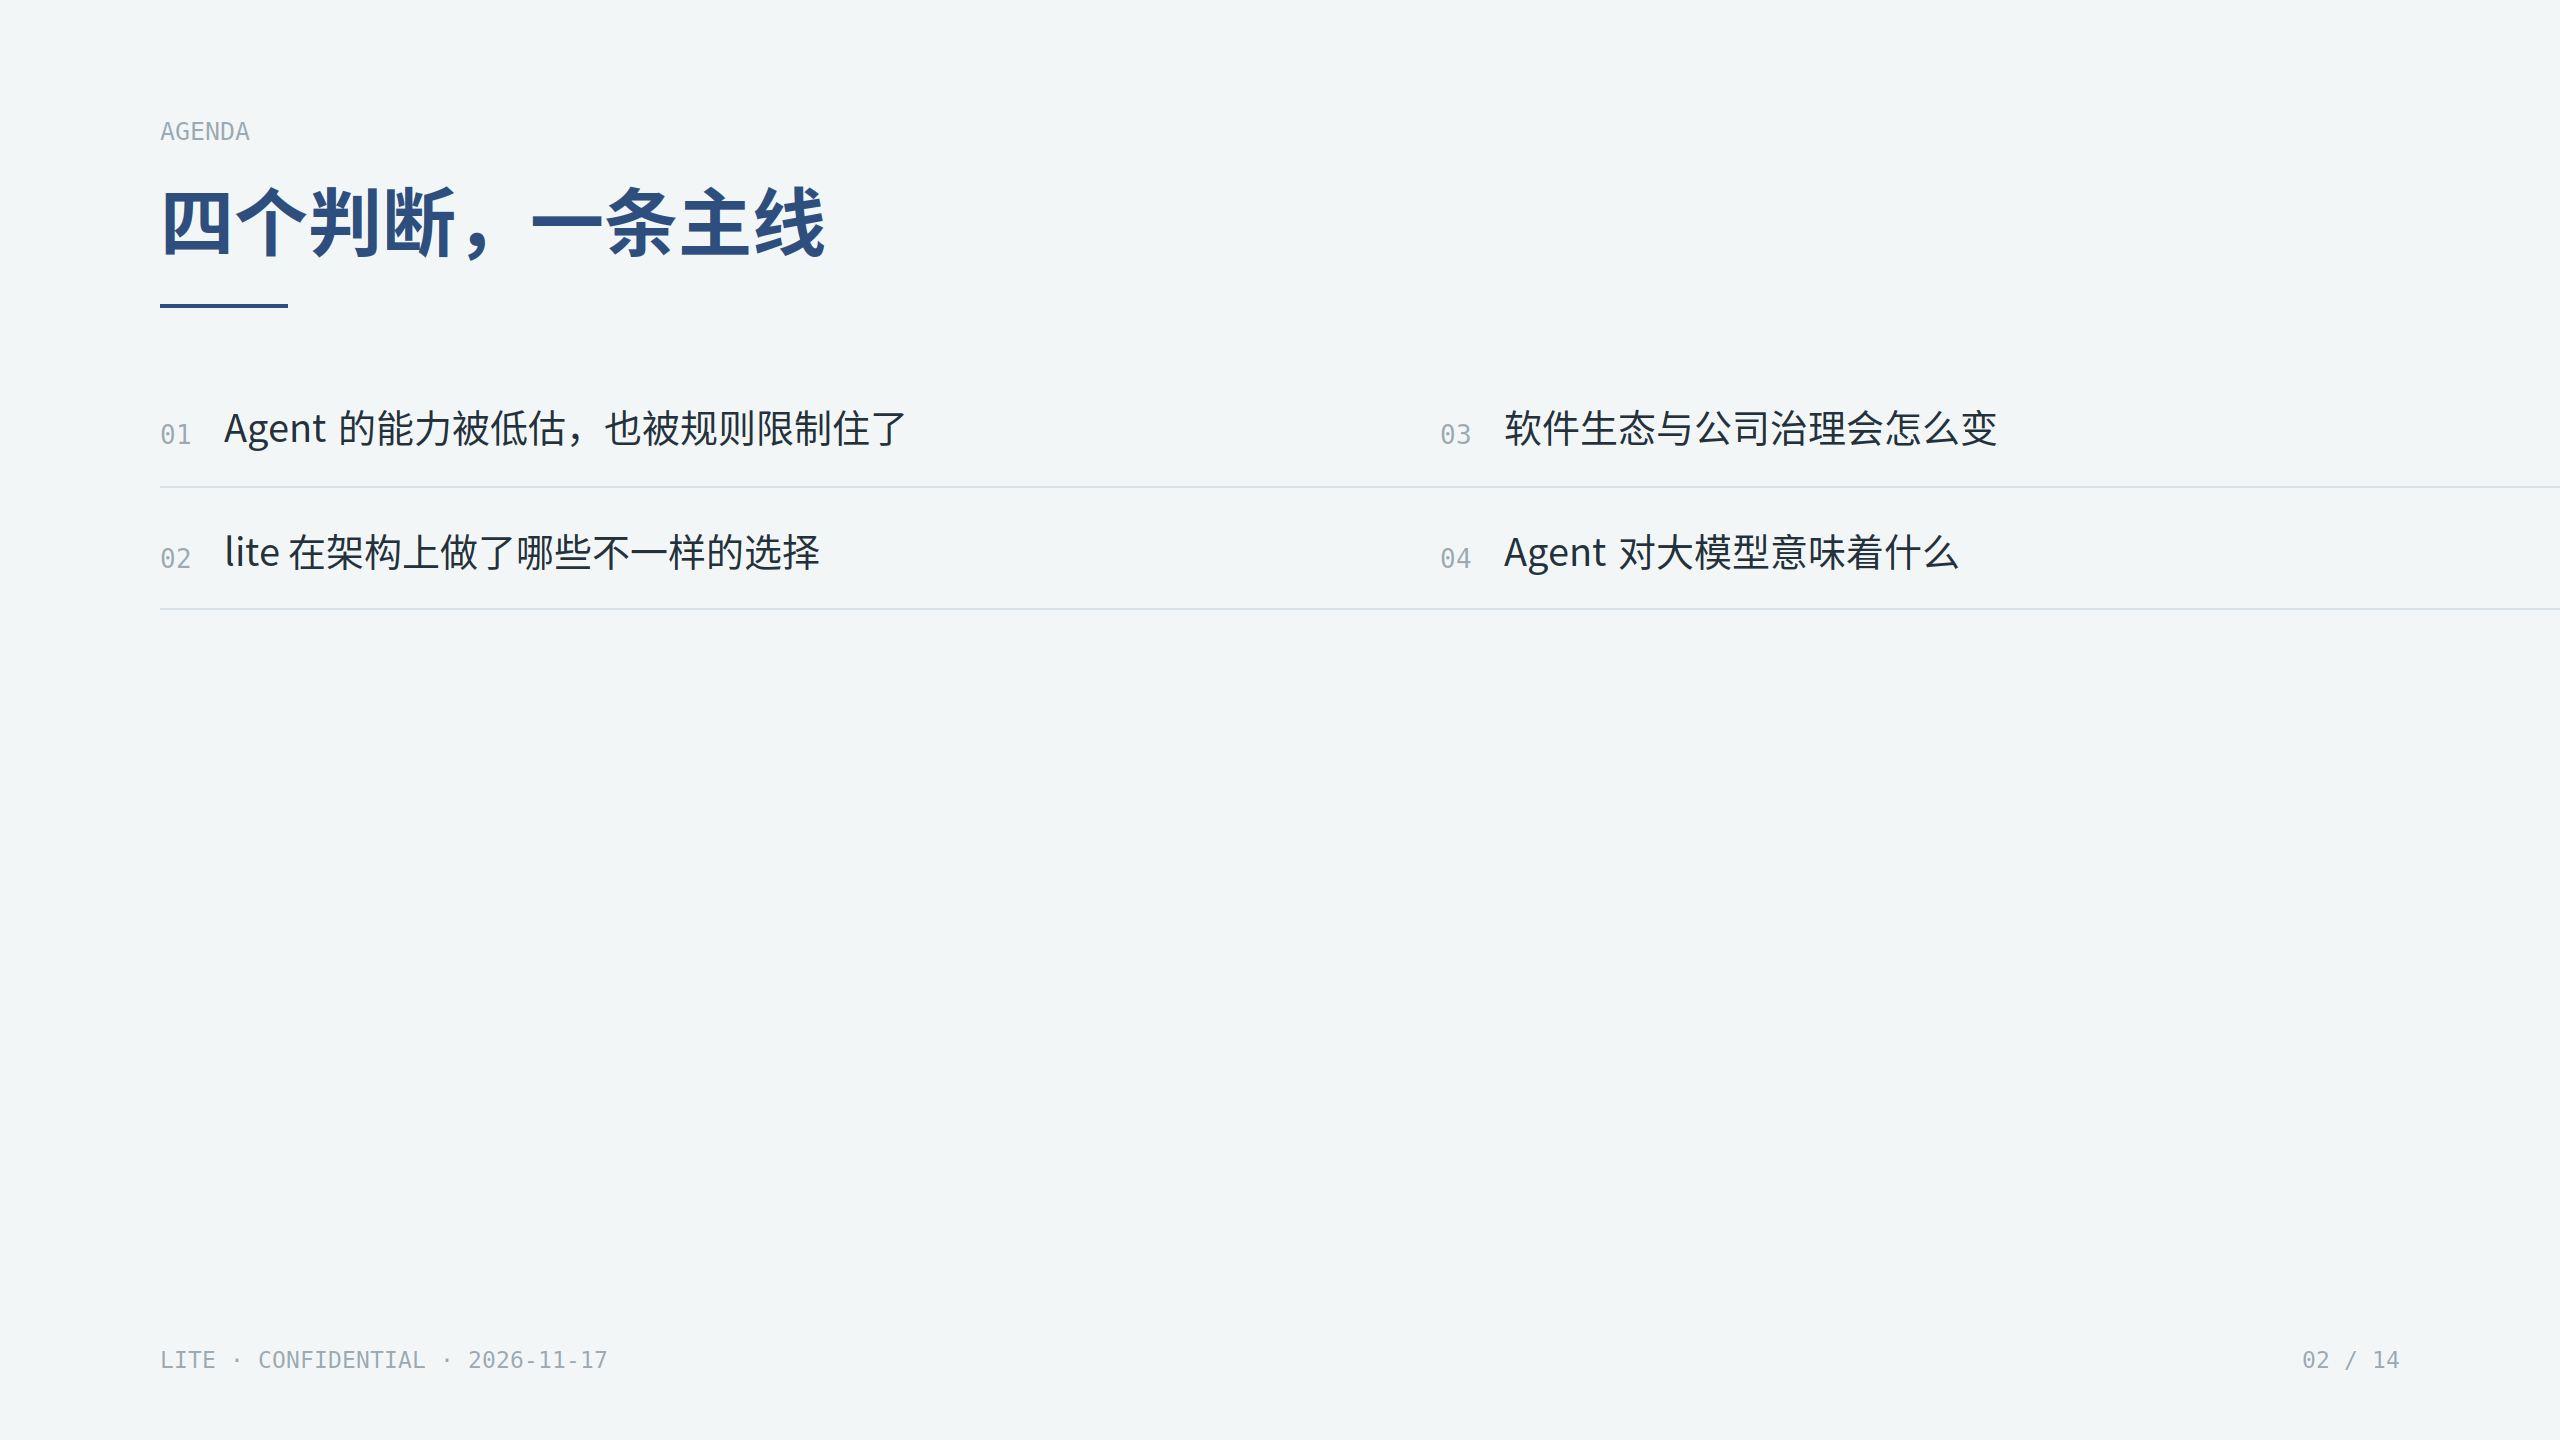 AGENDA
四个判断，一条主线
01 Agent 的能力被低估，也被规则限制住了
02 lite 在架构上做了哪些不一样的选择
03 软件生态与公司治理会怎么变
04 Agent 对大模型意味着什么
LITE · CONFIDENTIAL · 2026-11-17
02 / 14